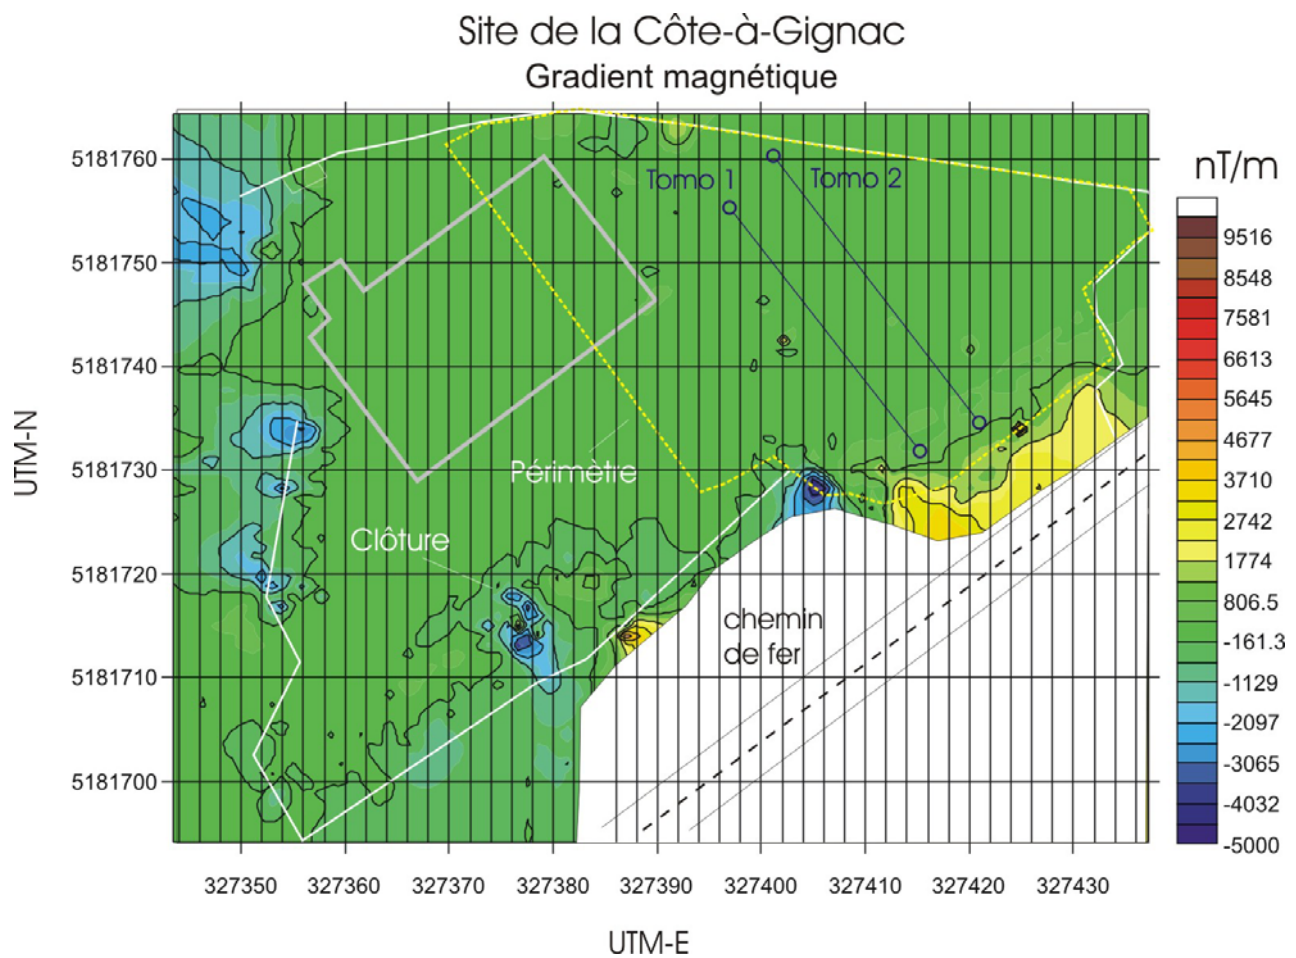 Site de la Côte-à-Gignac
Gradient magnétique
5181760
5181750
5181740
5181730
5181720
5181710
5181700
UTM-N
Tomo 1
Tomo 2
Périmètre
Clôture
chemin
de fer
327350
327360
327370
327380
327390
327400
327410
327420
327430
UTM-E
nT/m
9516
8548
7581
6613
5645
4677
3710
2742
1774
806.5
-161.3
-1129
-2097
-3065
-4032
-5000